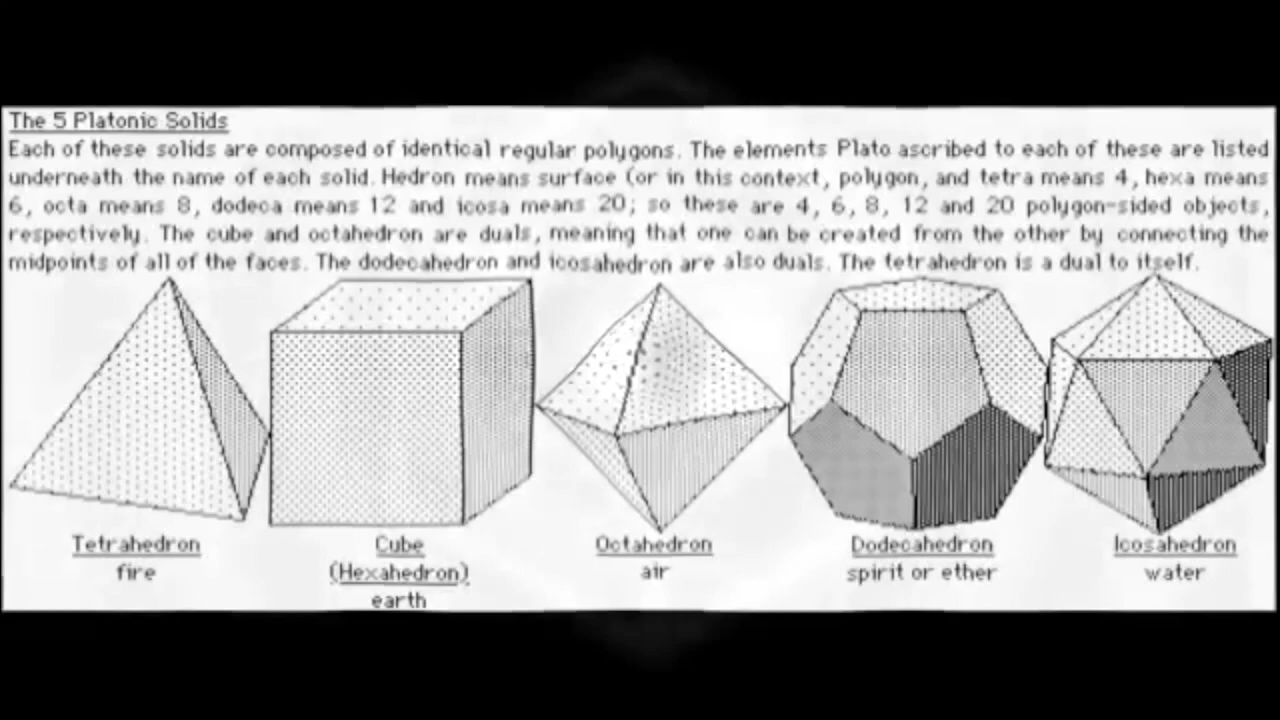 The 5 Platonic Solids
Each of these solids are composed of identical regular polygons. The elements Plato ascribed to each of these are listed
underneath the name of each solid. Hedron means surface (or in this context, polygon, and tetra means 4, hexa means
6, octa means 8, dodeca means 12 and icosa means 20; so these are 4, 6, 8, 12 and 20 polygon-sided objects,
respectively. The cube and octahedron are duals, meaning that one can be created from the other by connecting the
midpoints of all of the faces. The dodecahedron and icosahedron are also duals. The tetrahedron is a dual to itself.
Tetrahedron Cube Octahedron Dodecahedron Icosahedron
fire (Hexahedron) air spirit or ether water
earth